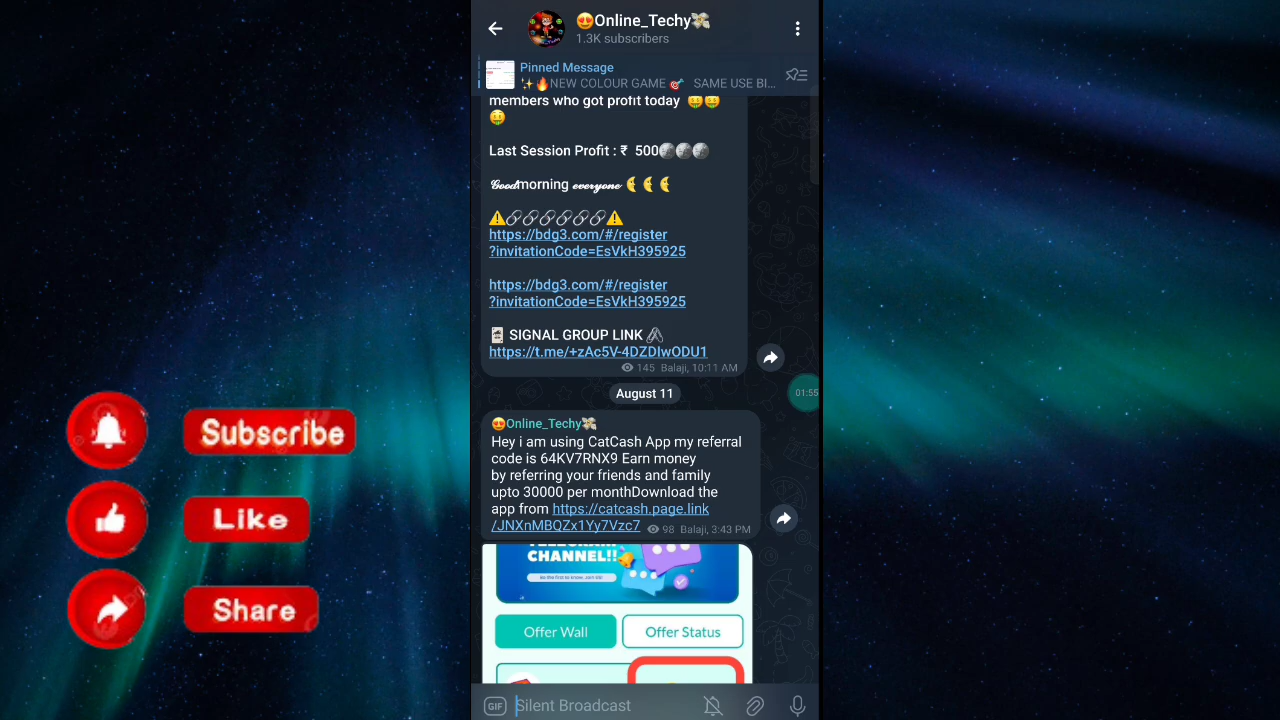 😍Online_Techy💸
1.3K subscribers
Pinned Message
✨🔥NEW COLOUR GAME 🎯 SAME USE BI...
members who got profit today 🤑🤑
🤑
Last Session Profit : ₹ 500🌚🌚🌚
𝓖𝓸𝓸𝓭morning 𝓮𝓿𝓮𝓻𝔂𝓸𝓷𝓮 🌜🌜🌜
⚠️🔗🔗🔗🔗🔗🔗⚠️
https://bdg3.com/#/register
?invitationCode=EsVkH395925
https://bdg3.com/#/register
?invitationCode=EsVkH395925
🃏 SIGNAL GROUP LINK 🖇
https://t.me/+zAc5V-4DZDIwODU1
145 Balaji, 10:11 AM
August 11
01:55
😍Online_Techy💸
Hey i am using CatCash App my referral
code is 64KV7RNX9 Earn money
by referring your friends and family
upto 30000 per monthDownload the
app from https://catcash.page.link
/JNXnMBQZx1Yy7Vzc7 98 Balaji, 3:43 PM
CHANNEL!!
Offer Wall
Offer Status
GIF Silent Broadcast
Subscribe
Like
Share